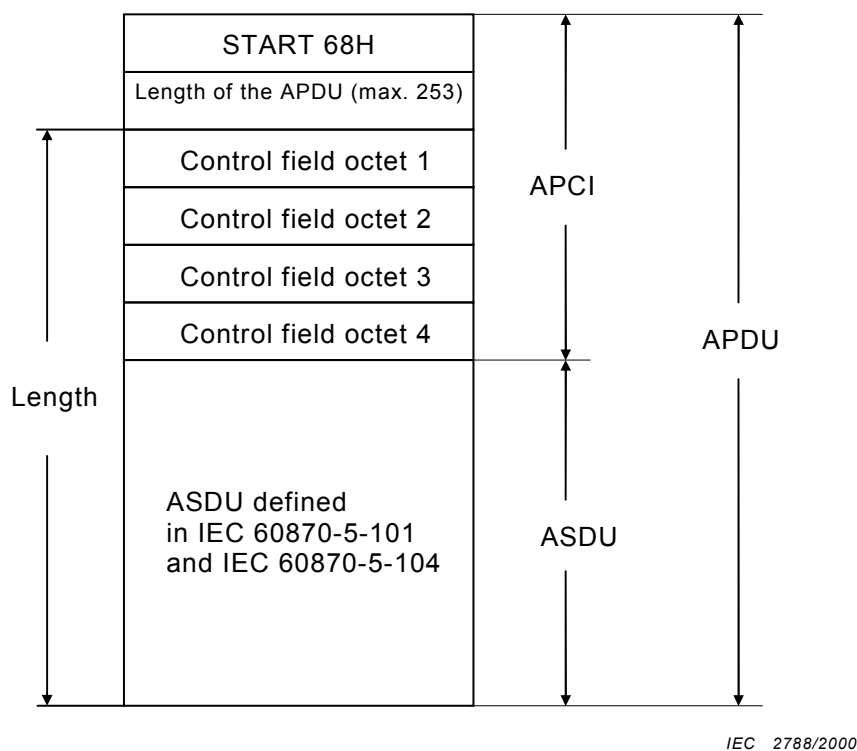 START 68H
Length of the APDU (max. 253)
Control field octet 1
Control field octet 2
Control field octet 3
Control field octet 4
APCI
APDU
Length
ASDU defined
in IEC 60870-5-101
and IEC 60870-5-104
ASDU
IEC 2788/2000